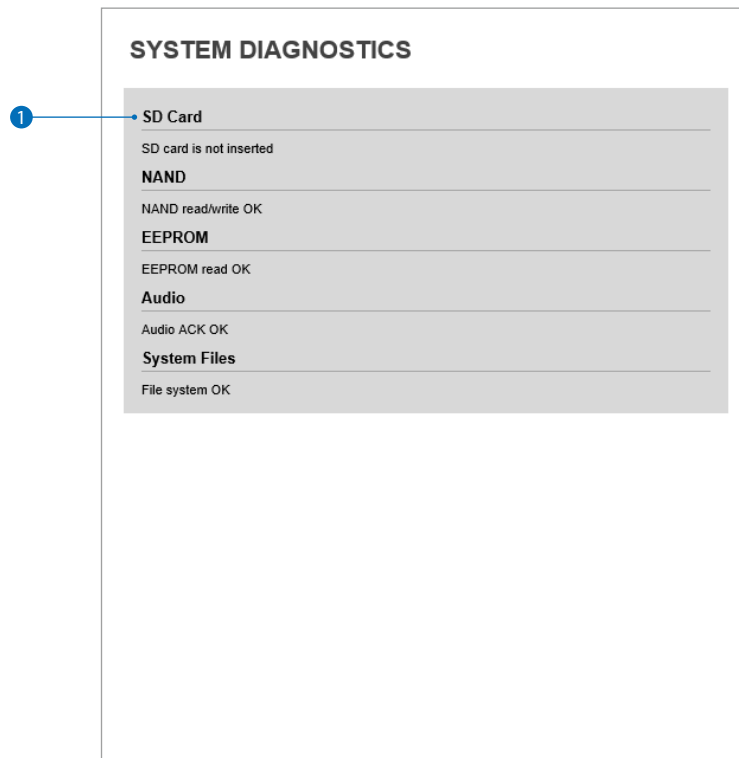 SYSTEM DIAGNOSTICS
1
SD Card
SD card is not inserted
NAND
NAND read/write OK
EEPROM
EEPROM read OK
Audio
Audio ACK OK
System Files
File system OK